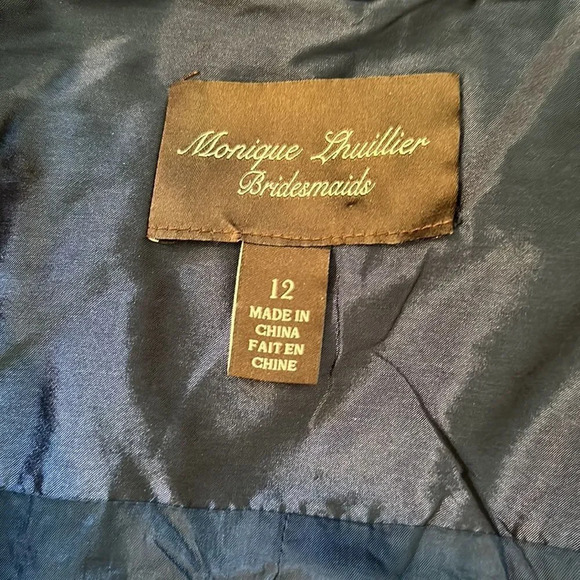 Monique Lhuillier
Bridesmaids
12
MADE IN
CHINA
FAIT EN
CHINE